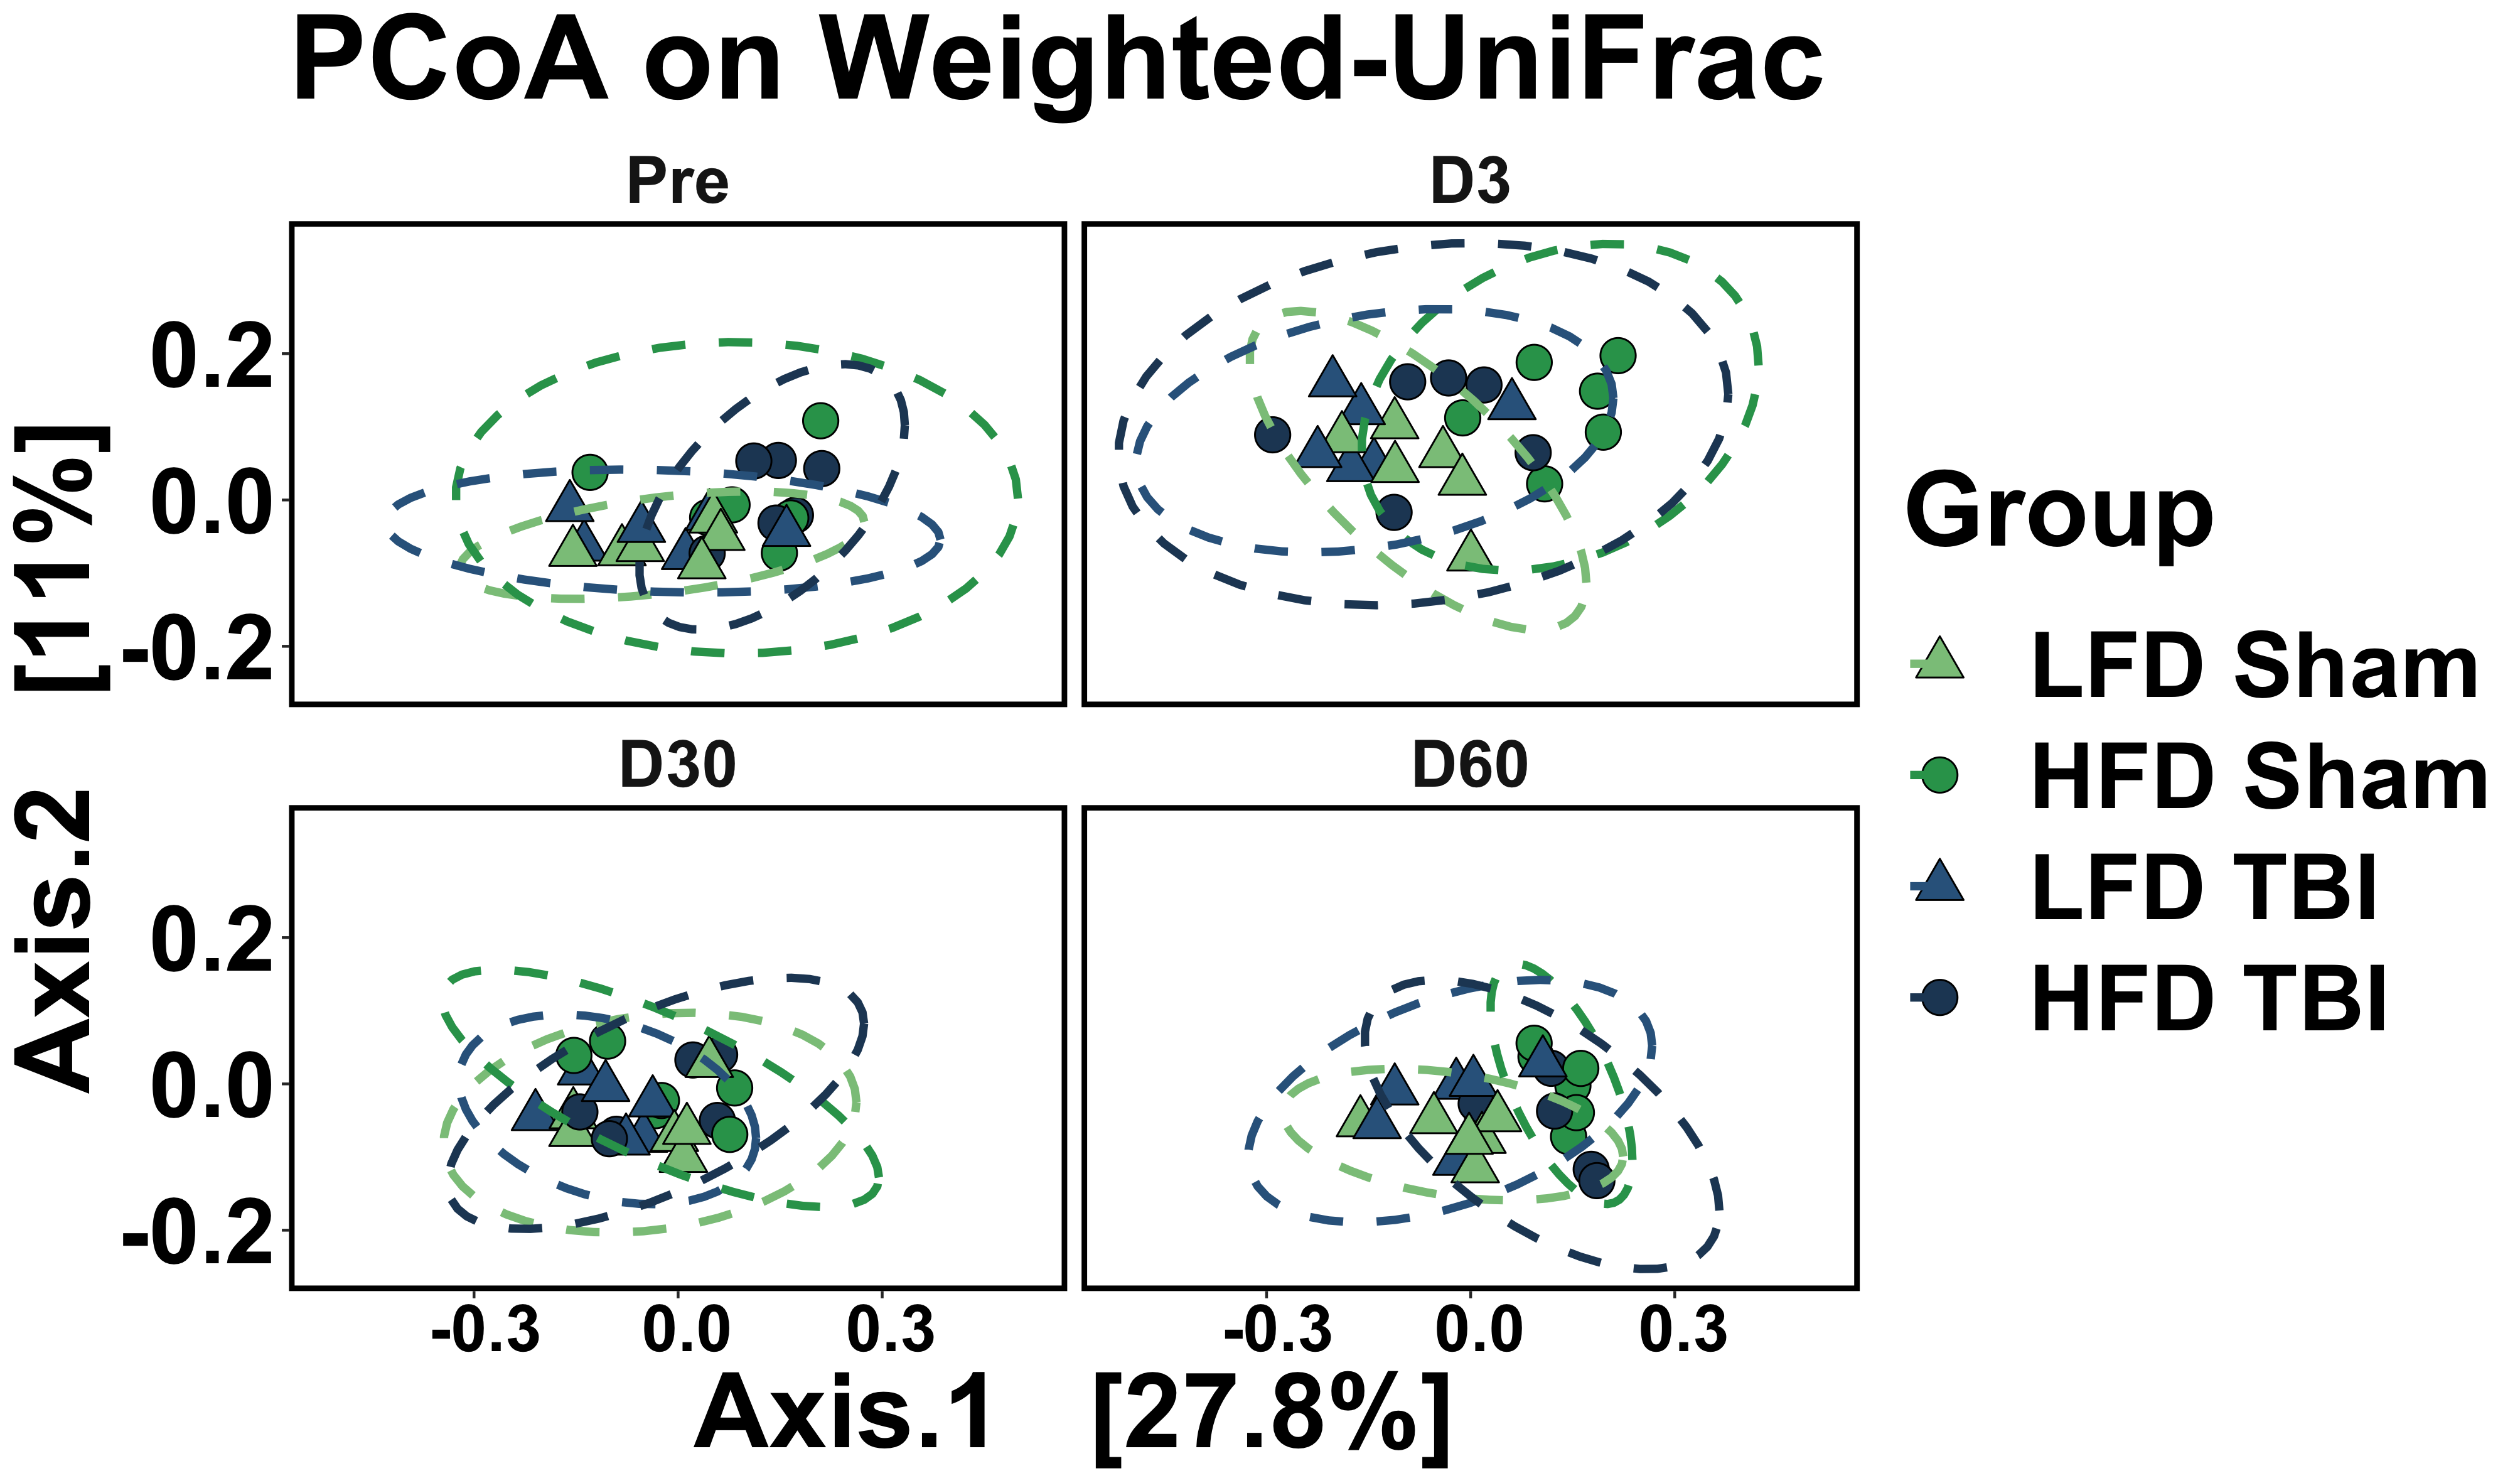 PCoA on Weighted-UniFrac
Pre
D3
0.2
0.0
-0.2
D30
D60
0.2
0.0
-0.2
-0.3
0.0
0.3
-0.3
0.0
0.3
Axis.1 [27.8%]
Axis.2 [11%]
Group
LFD Sham
HFD Sham
LFD TBI
HFD TBI